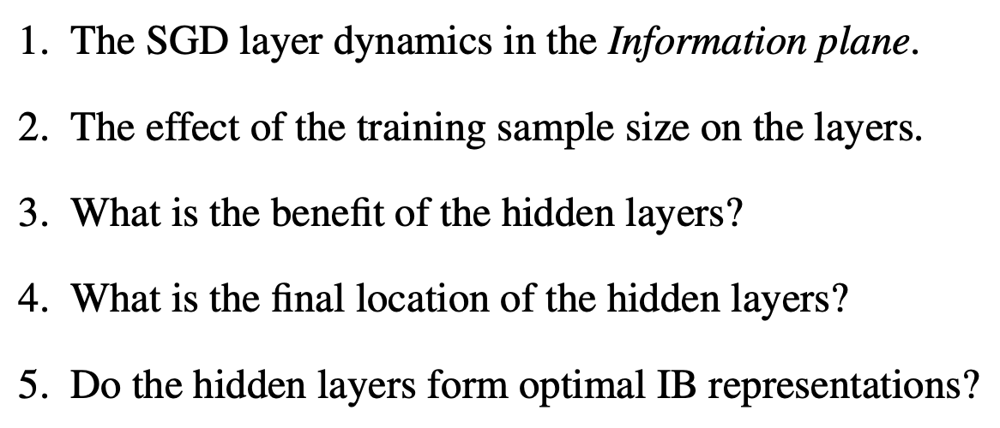 1. The SGD layer dynamics in the Information plane.
2. The effect of the training sample size on the layers.
3. What is the benefit of the hidden layers?
4. What is the final location of the hidden layers?
5. Do the hidden layers form optimal IB representations?